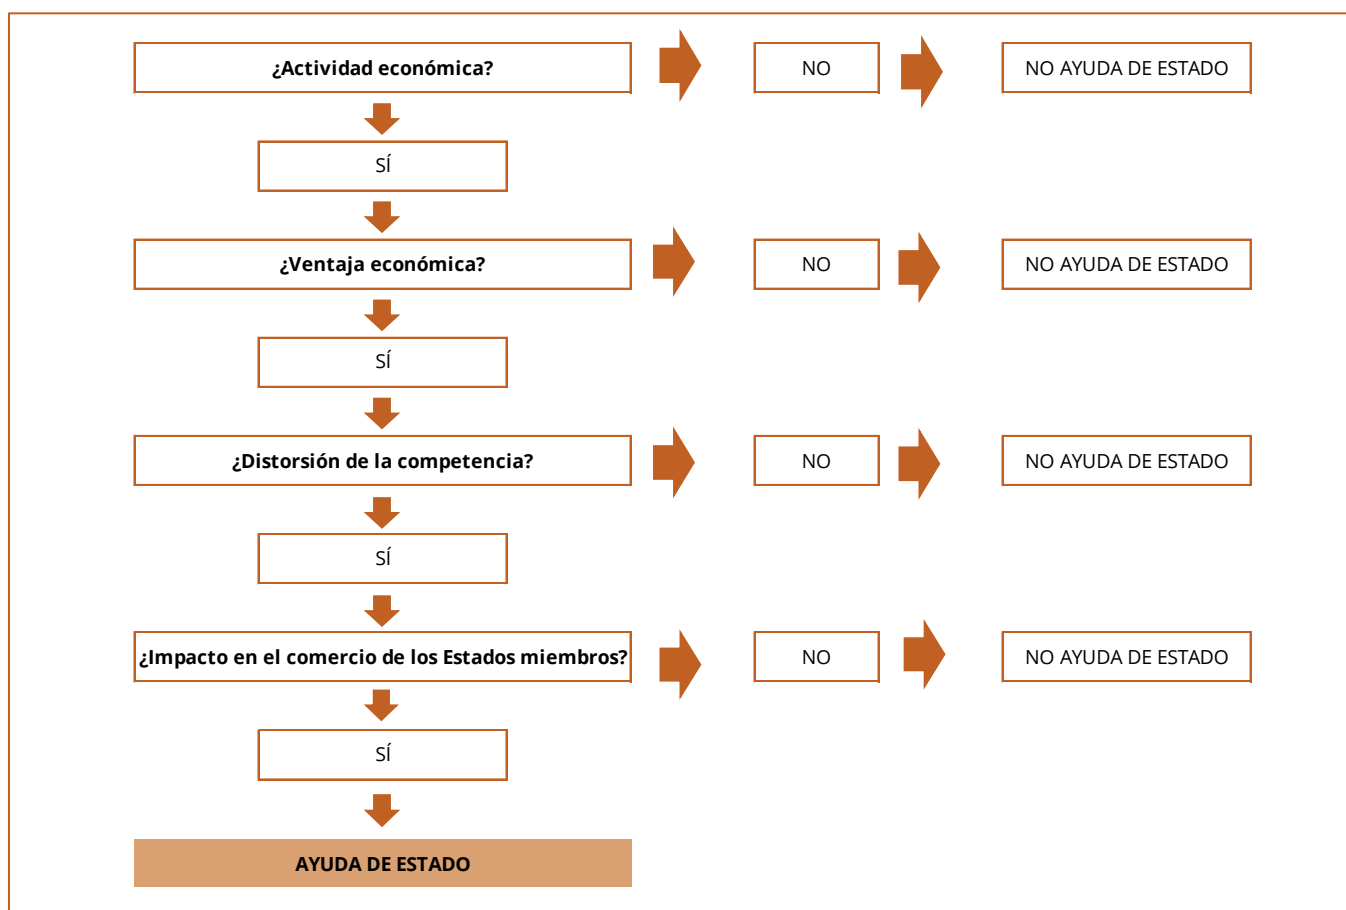 ¿Actividad económica?
NO
NO AYUDA DE ESTADO
SÍ
¿Ventaja económica?
NO
NO AYUDA DE ESTADO
SÍ
¿Distorsión de la competencia?
NO
NO AYUDA DE ESTADO
SÍ
¿Impacto en el comercio de los Estados miembros?
NO
NO AYUDA DE ESTADO
SÍ
AYUDA DE ESTADO